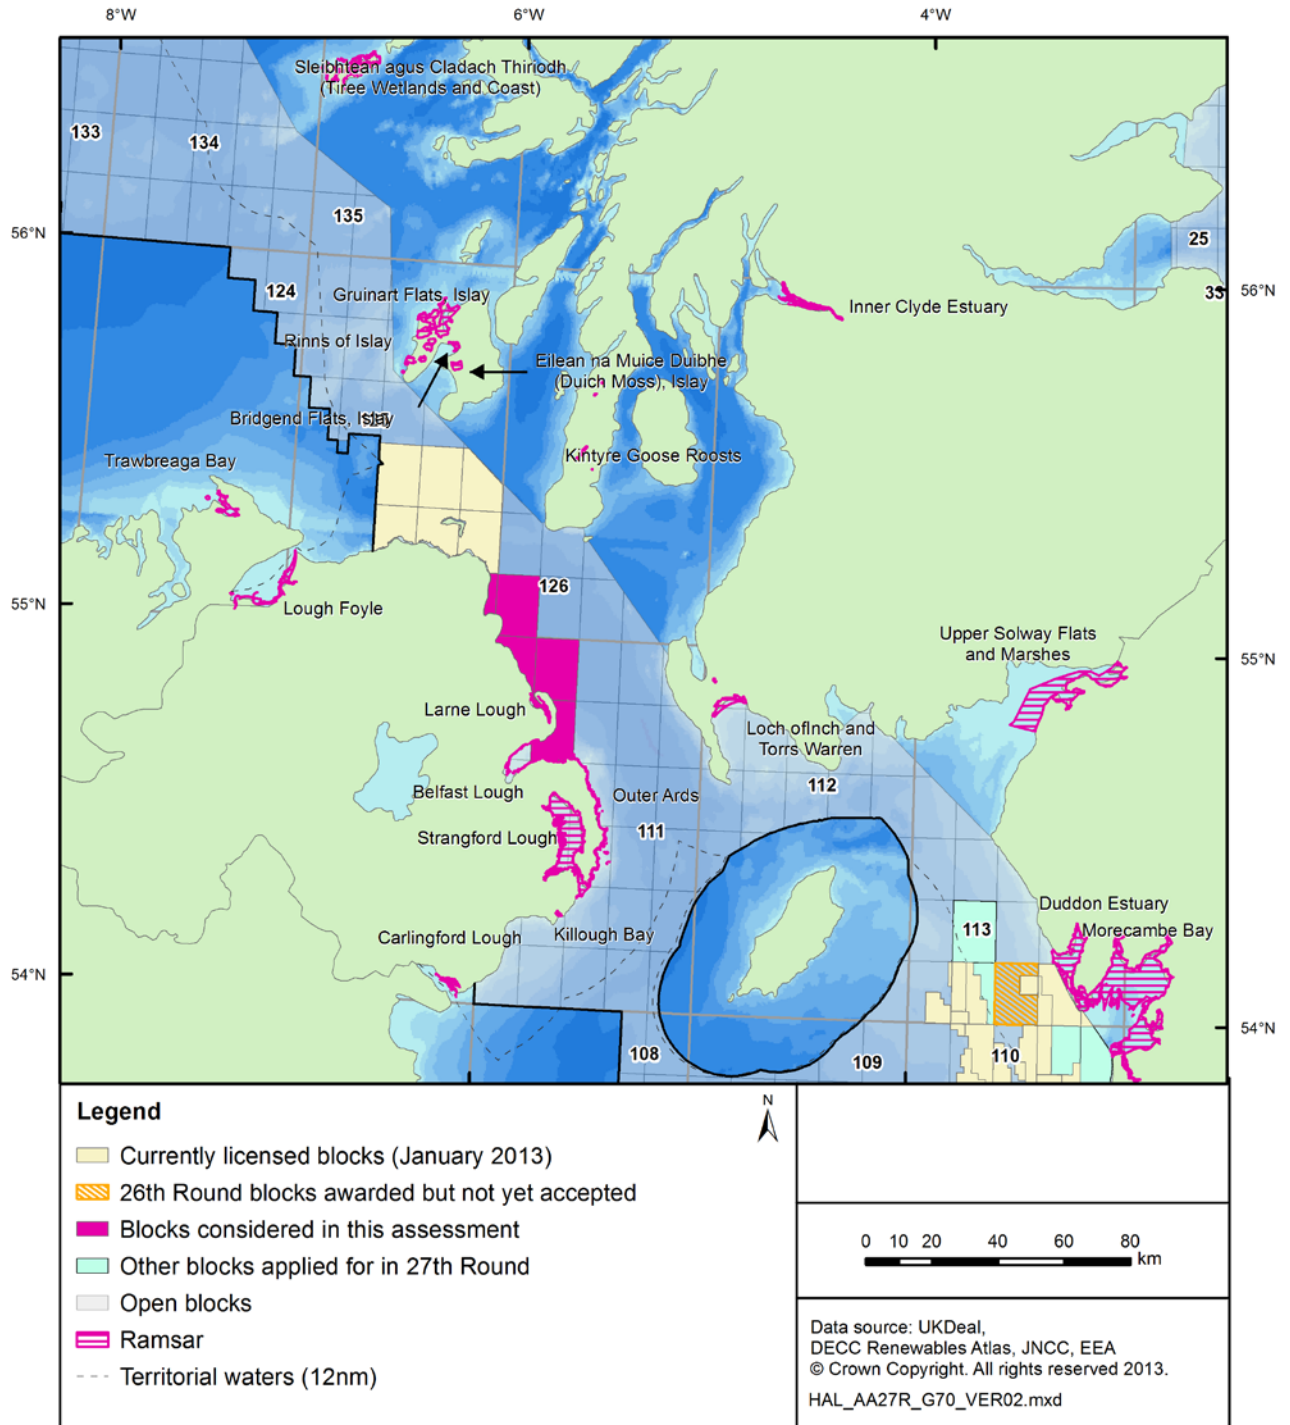 8°W
6°W
4°W
Sleibhtean agus Cladach Thiriodh
(Tiree Wetlands and Coast)
133
134
135
56°N
25
124
Gruinart Flats, Islay
56°N
33
Inner Clyde Estuary
Rinns of Islay
Eilean na Muice Duibhe
(Duich Moss), Islay
Bridgend Flats, Islay
Kintyre Goose Roosts
Trawbreaga Bay
126
55°N
Lough Foyle
Upper Solway Flats
and Marshes
55°N
Larne Lough
Loch ofInch and
Torrs Warren
112
Belfast Lough
Outer Ards
111
Strangford Lough
Duddon Estuary
113
Morecambe Bay
Carlingford Lough
Killough Bay
54°N
54°N
108
109
110
Legend
Currently licensed blocks (January 2013)
26th Round blocks awarded but not yet accepted
Blocks considered in this assessment
Other blocks applied for in 27th Round
Open blocks
Ramsar
Territorial waters (12nm)
N
0 10 20 40 60 80
km
Data source: UKDeal,
DECC Renewables Atlas, JNCC, EEA
© Crown Copyright. All rights reserved 2013.
HAL_AA27R_G70_VER02.mxd